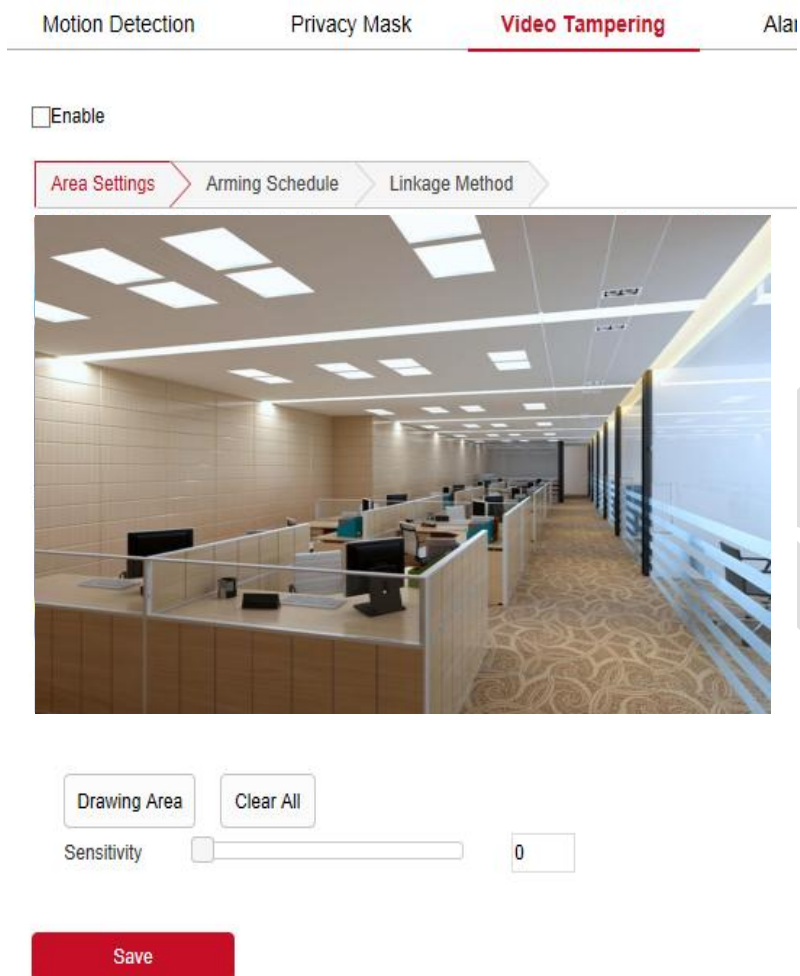 Motion Detection Privacy Mask Video Tampering
Enable
Area Settings Arming Schedule Linkage Method
Drawing Area Clear All
Sensitivity 0
Save